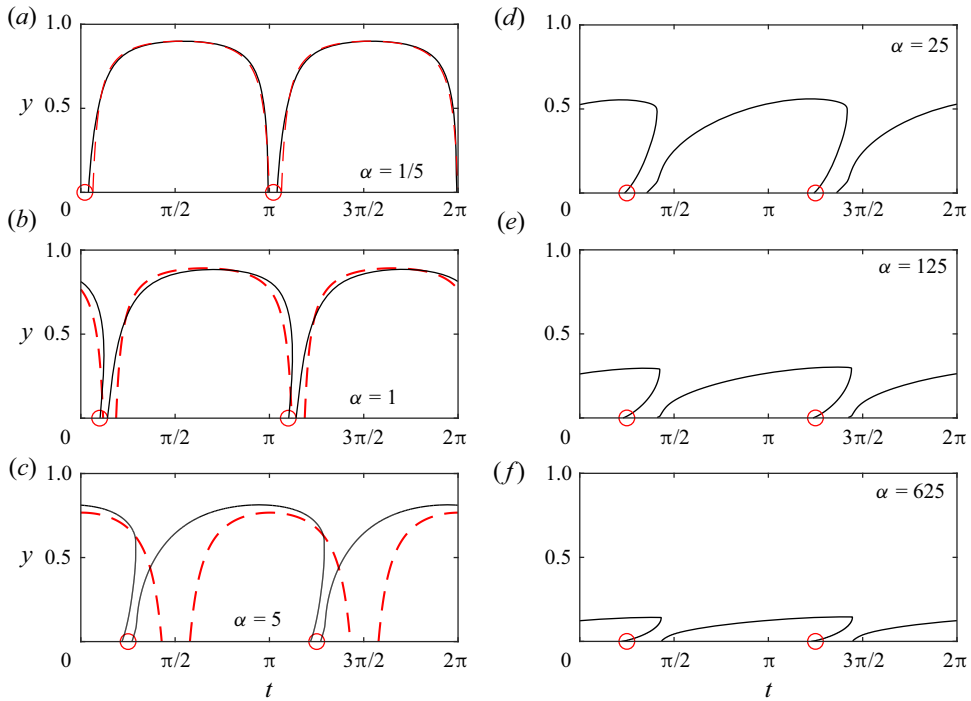 (a)
1.0
0.5
y
α = 1/5
0 π/2 π 3π/2 2π
(b)
1.0
0.5
y
α = 1
0 π/2 π 3π/2 2π
(c)
1.0
0.5
y
α = 5
0 π/2 π 3π/2 2π
t
(d)
1.0
α = 25
0.5
0 π/2 π 3π/2 2π
(e)
1.0
α = 125
0.5
0 π/2 π 3π/2 2π
(f)
1.0
α = 625
0.5
0 π/2 π 3π/2 2π
t